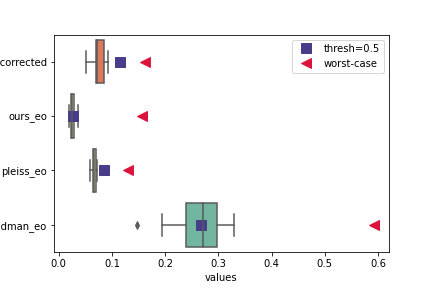 thresh=0.5
worst-case
corrected
ours_eo
pleiss_eo
dman_eo
0.0 0.1 0.2 0.3 0.4 0.5 0.6
values